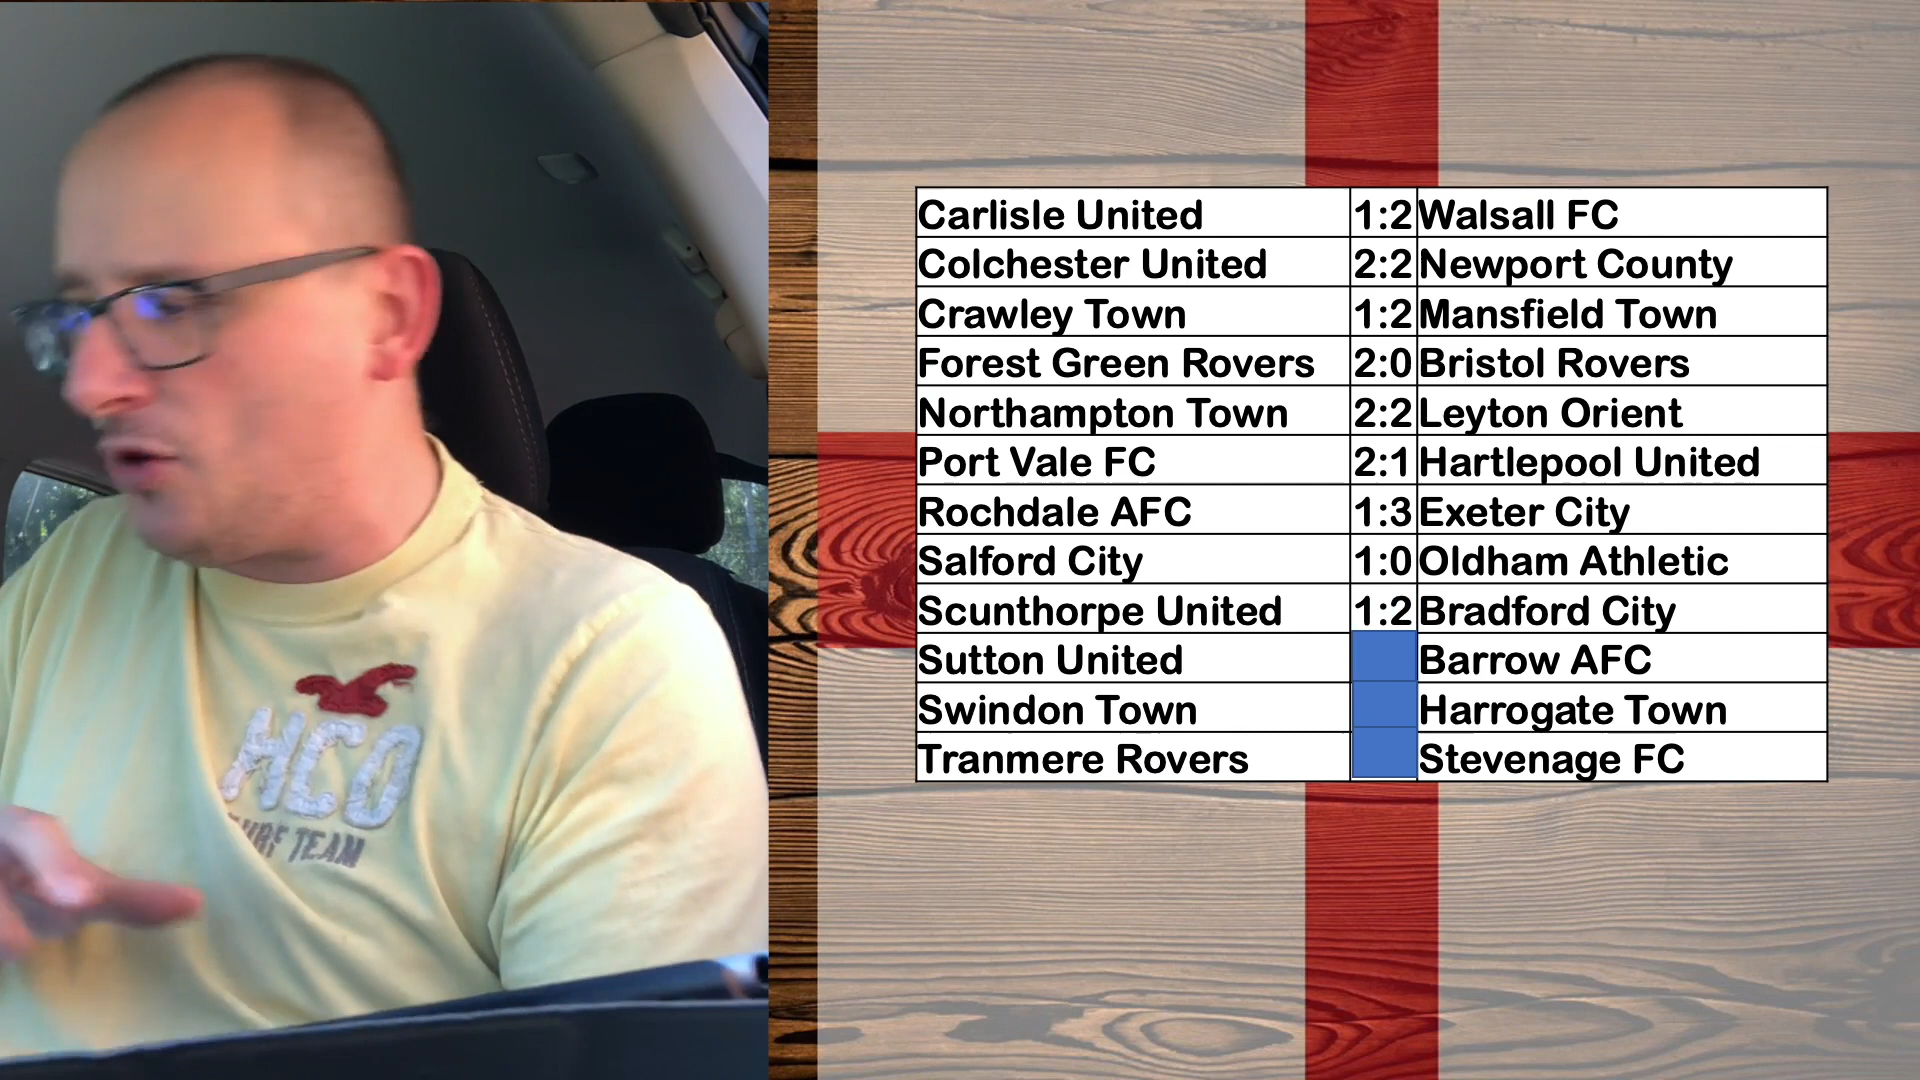 HCO
TEAM
Carlisle United 1:2 Walsall FC
Colchester United 2:2 Newport County
Crawley Town 1:2 Mansfield Town
Forest Green Rovers 2:0 Bristol Rovers
Northampton Town 2:2 Leyton Orient
Port Vale FC 2:1 Hartlepool United
Rochdale AFC 1:3 Exeter City
Salford City 1:0 Oldham Athletic
Scunthorpe United 1:2 Bradford City
Sutton United Barrow AFC
Swindon Town Harrogate Town
Tranmere Rovers Stevenage FC